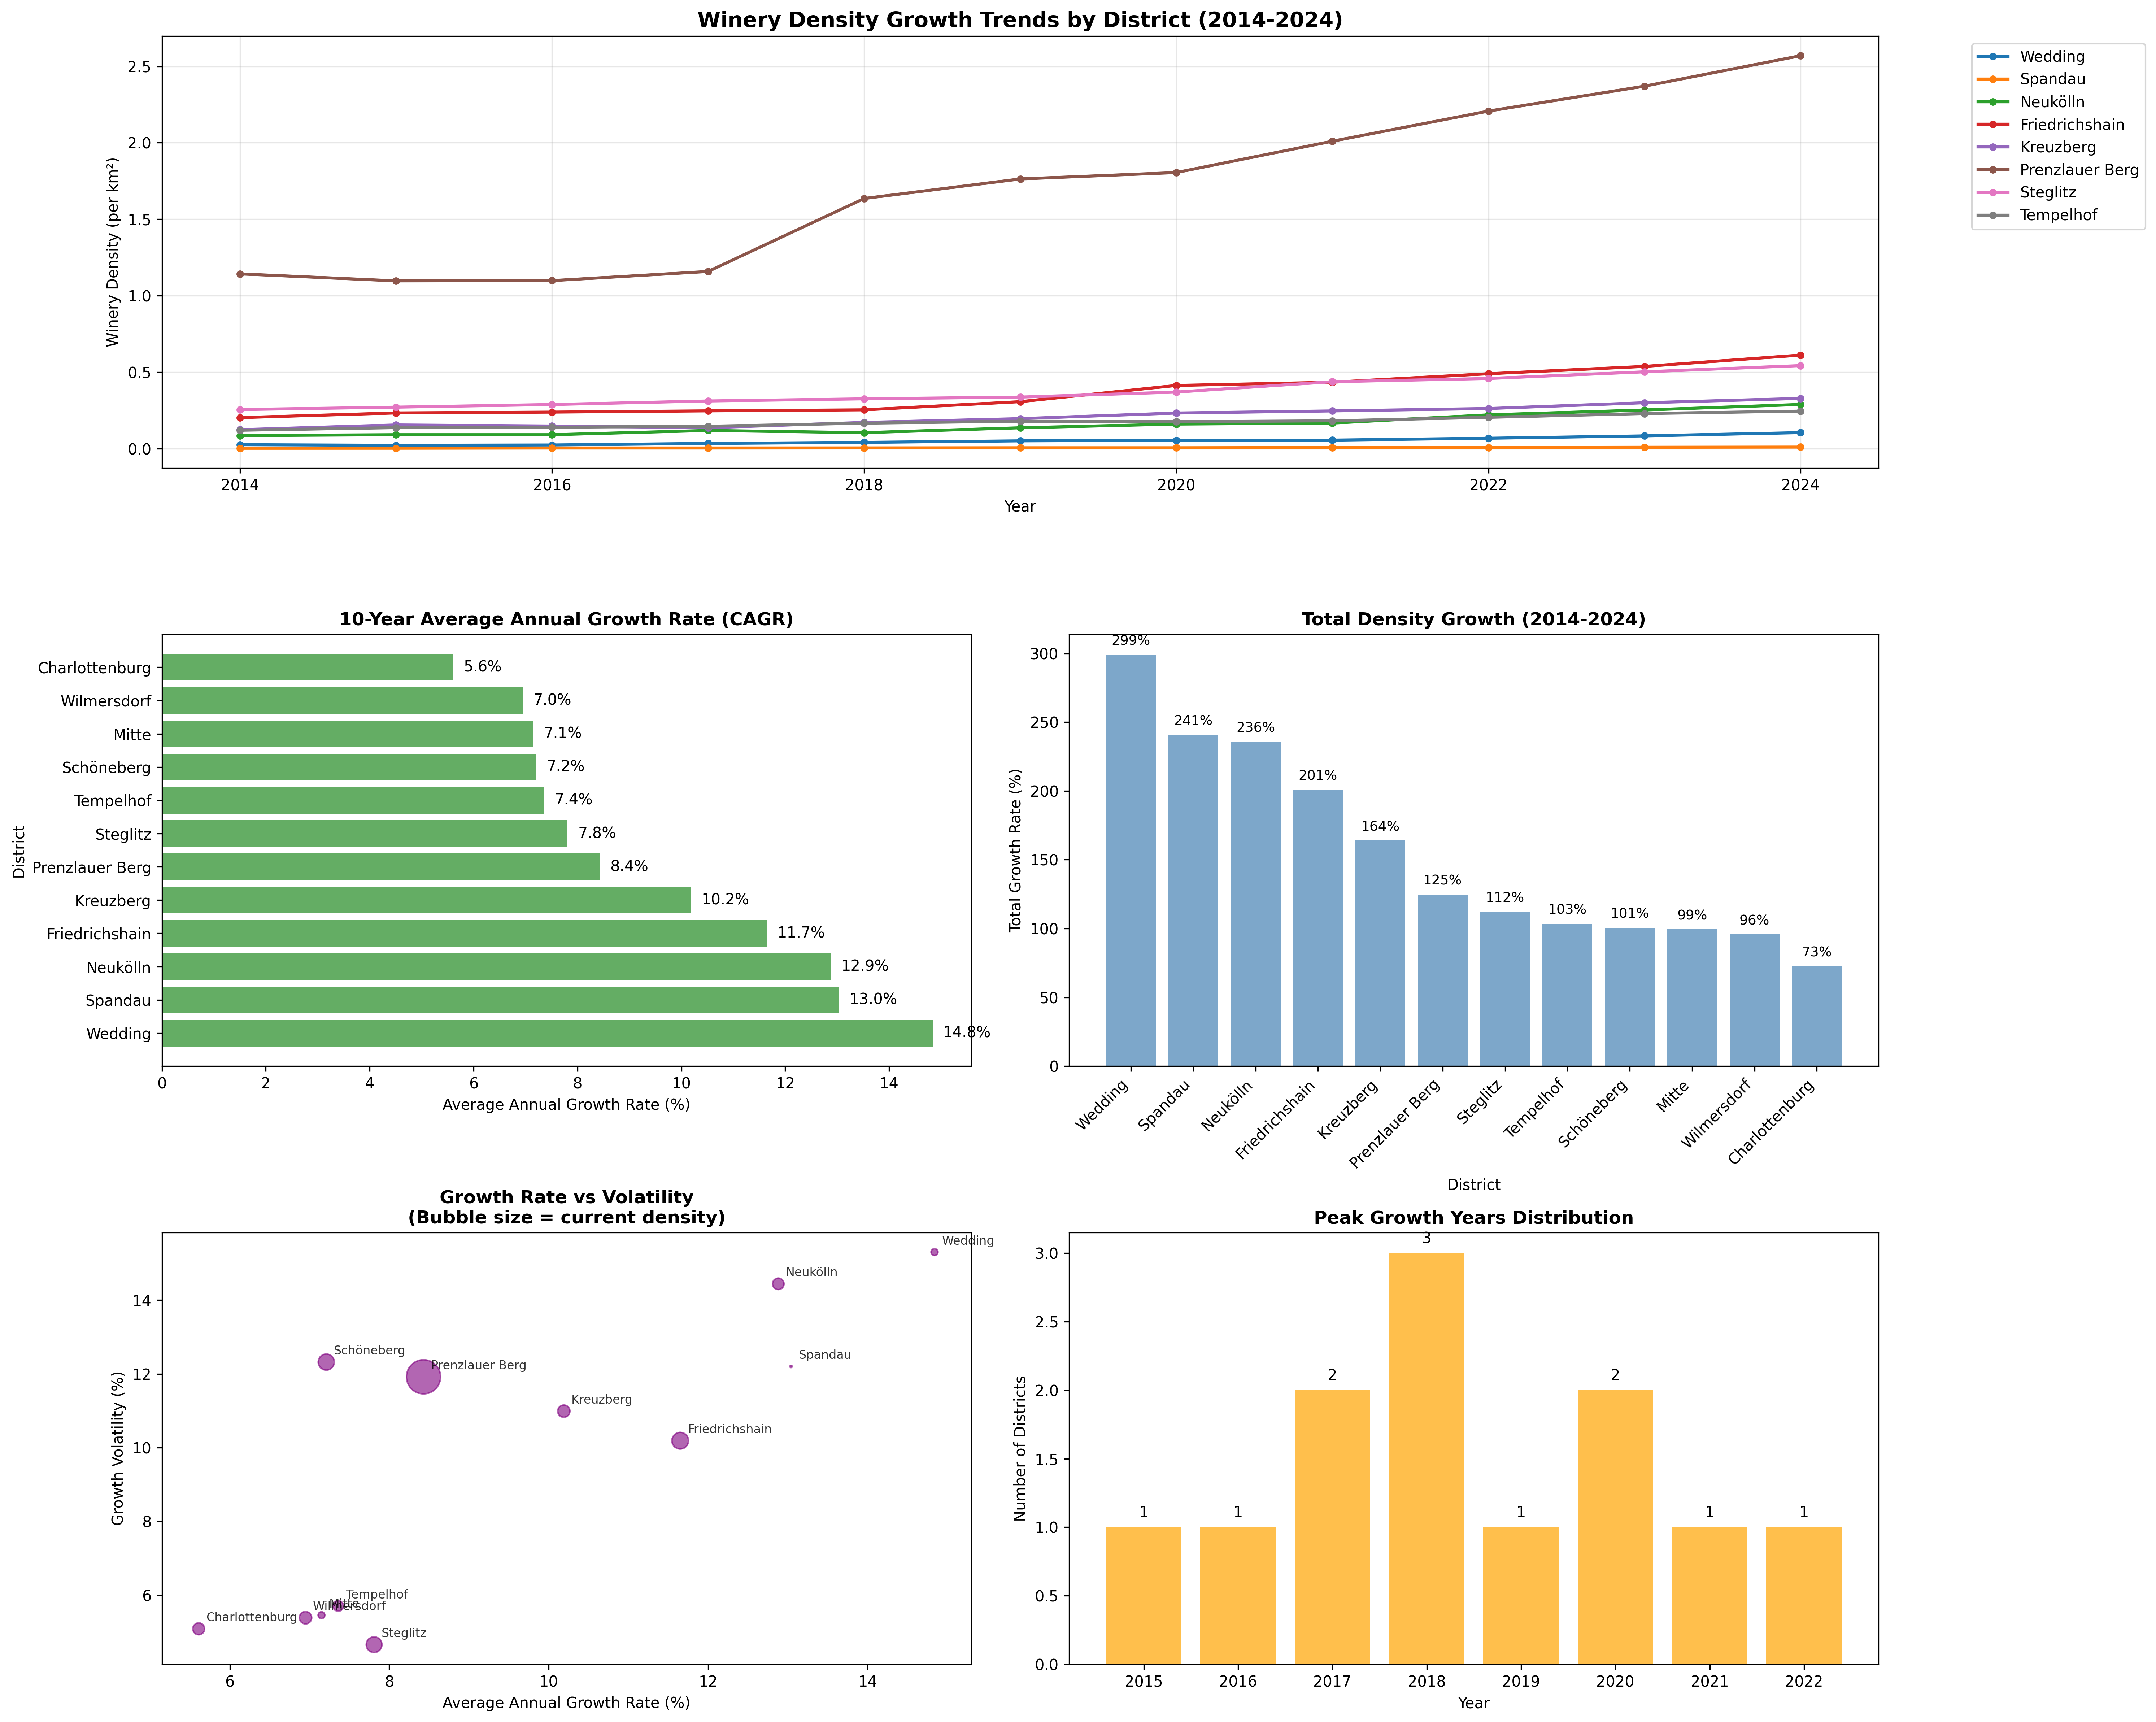 Winery Density Growth Trends by District (2014-2024)
Winery Density (per km²)
2.5
2.0
1.5
1.0
0.5
0.0
2014
2016
2018
2020
2022
2024
Year
Wedding
Spandau
Neukölln
Friedrichshain
Kreuzberg
Prenzlauer Berg
Steglitz
Tempelhof
10-Year Average Annual Growth Rate (CAGR)
District
Charlottenburg
5.6%
Wilmersdorf
7.0%
Mitte
7.1%
Schöneberg
7.2%
Tempelhof
7.4%
Steglitz
7.8%
Prenzlauer Berg
8.4%
Kreuzberg
10.2%
Friedrichshain
11.7%
Neukölln
12.9%
Spandau
13.0%
Wedding
14.8%
0
2
4
6
8
10
12
14
Average Annual Growth Rate (%)
Total Density Growth (2014-2024)
Total Growth Rate (%)
300
250
200
150
100
50
0
299%
241%
236%
201%
164%
125%
112%
103%
101%
99%
96%
73%
Wedding
Spandau
Neukölln
Friedrichshain
Kreuzberg
Prenzlauer Berg
Steglitz
Tempelhof
Schöneberg
Mitte
Wilmersdorf
Charlottenburg
District
Growth Rate vs Volatility
(Bubble size = current density)
Growth Volatility (%)
14
12
10
8
6
Wedding
Neukölln
Schöneberg
Prenzlauer Berg
Spandau
Kreuzberg
Friedrichshain
Tempelhof
Mitte
Wilmersdorf
Charlottenburg
Steglitz
6
8
10
12
14
Average Annual Growth Rate (%)
Peak Growth Years Distribution
Number of Districts
3.0
2.5
2.0
1.5
1.0
0.5
0.0
1
1
2
3
1
2
1
1
2015
2016
2017
2018
2019
2020
2021
2022
Year